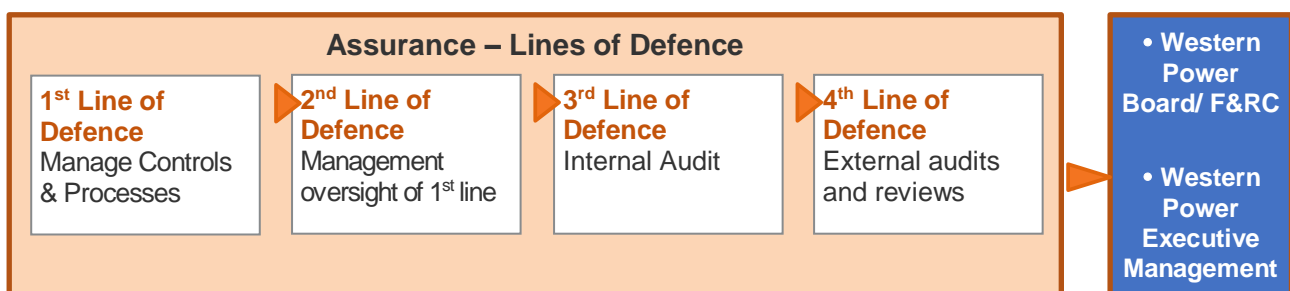 Assurance – Lines of Defence
1st Line of
Defence
Manage Controls
& Processes
2nd Line of
Defence
Management
oversight of 1st line
3rd Line of
Defence
Internal Audit
4th Line of
Defence
External audits
and reviews
• Western
Power
Board/ F&RC
• Western
Power
Executive
Management